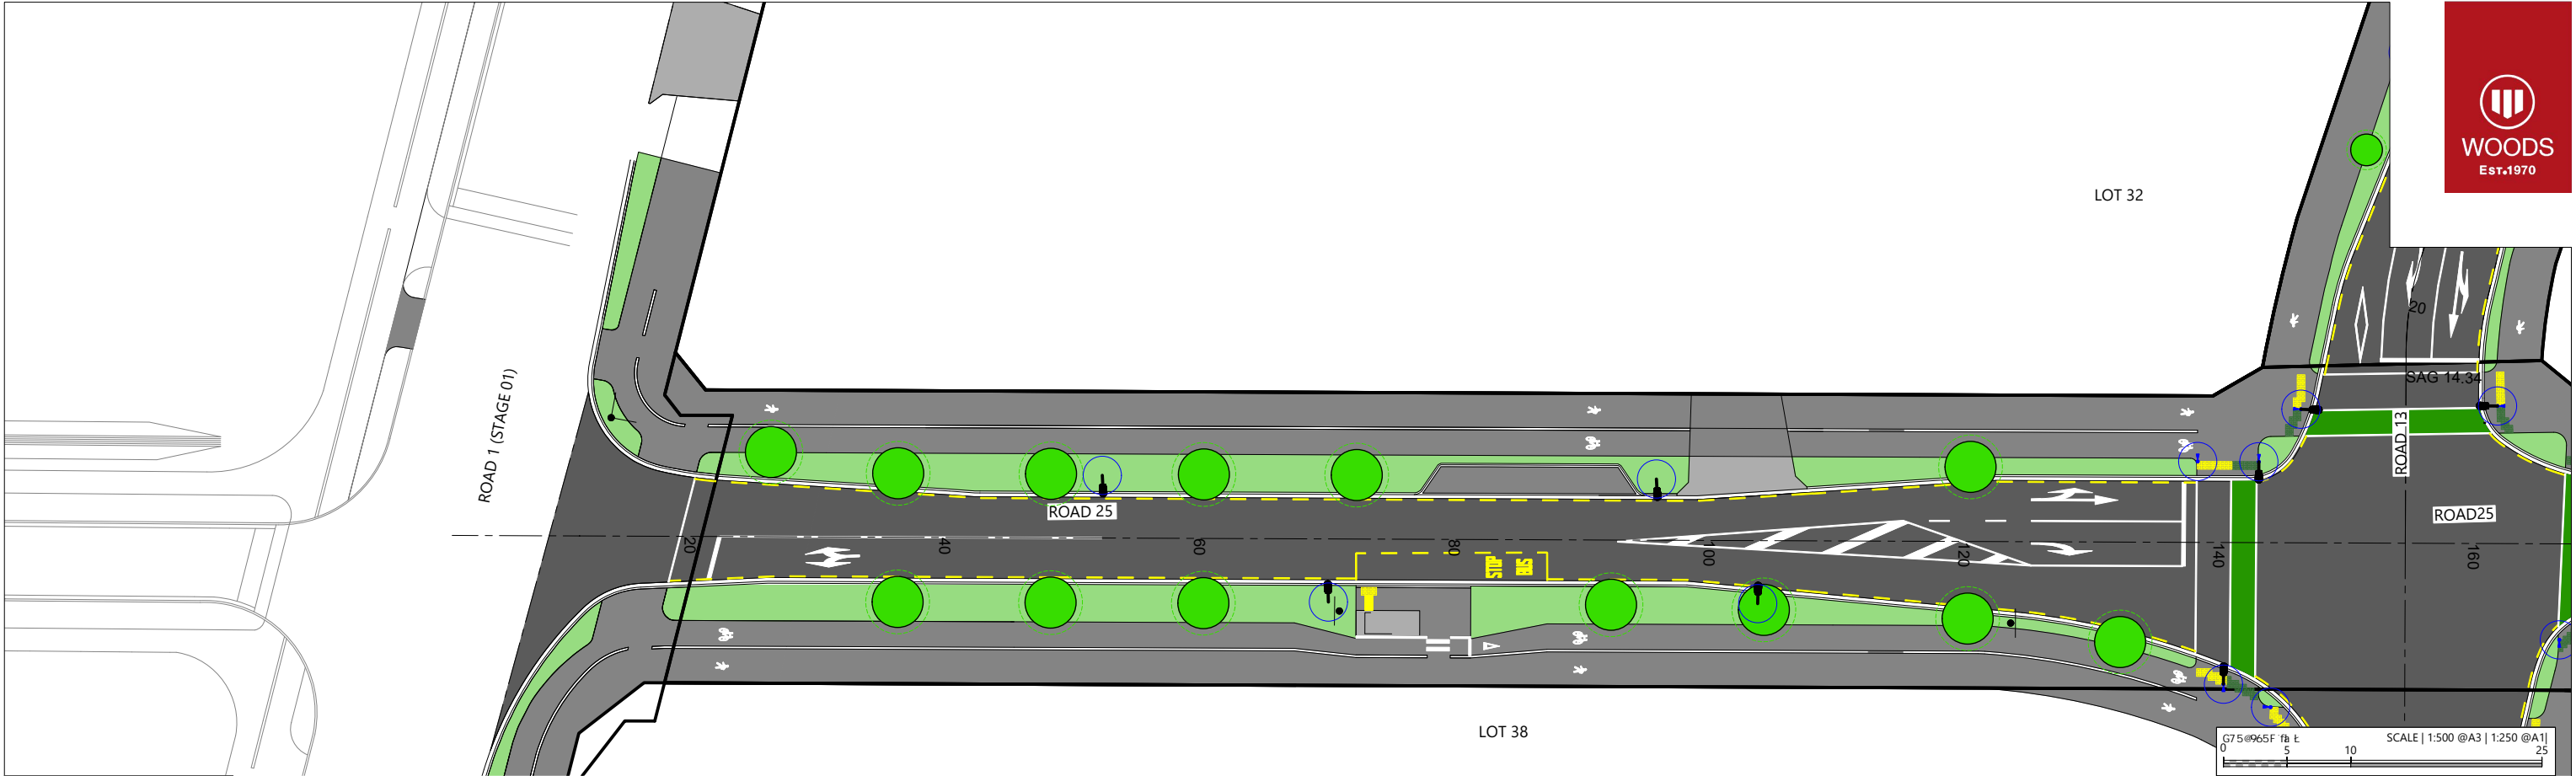 WOODS
EST.1970
LOT 32
20
ROAD 1 (STAGE 01)
SAG 14.34
ROAD 13
ROAD 25
ROAD25
20
40
60
80
100
120
140
160
STOP
BUS
LOT 38
SCALE | 1:500 @A3 | 1:250 @A1|
0
5
10
25